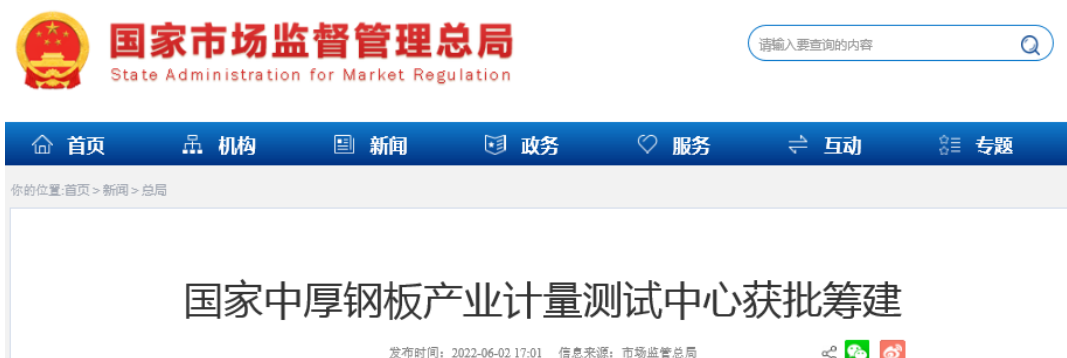 国家市场监督管理总局
State Administration for Market Regulation
请输入要查询的内容
首页 机构 新闻 政务 服务 互动 专题
你的位置:首页 > 新闻 > 总局
国家中厚钢板产业计量测试中心获批筹建
发布时间：2022-06-02 17:01 信息来源：市场监管总局